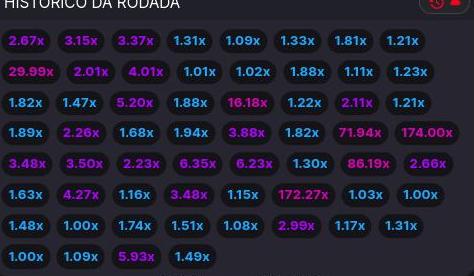 HISTÓRICO DA RODADA
2.67x 3.15x 3.37x 1.31x 1.09x 1.33x 1.81x 1.21x
29.99x 2.01x 4.01x 1.01x 1.02x 1.88x 1.11x 1.23x
1.82x 1.47x 5.20x 1.88x 16.18x 1.22x 2.11x 1.21x
1.89x 2.26x 1.68x 1.94x 3.88x 1.82x 71.94x 174.00x
3.48x 3.50x 2.23x 6.35x 6.23x 1.30x 86.19x 2.66x
1.63x 4.27x 1.16x 3.48x 1.15x 172.27x 1.03x 1.00x
1.48x 1.00x 1.74x 1.51x 1.08x 2.99x 1.17x 1.31x
1.00x 1.09x 5.93x 1.49x